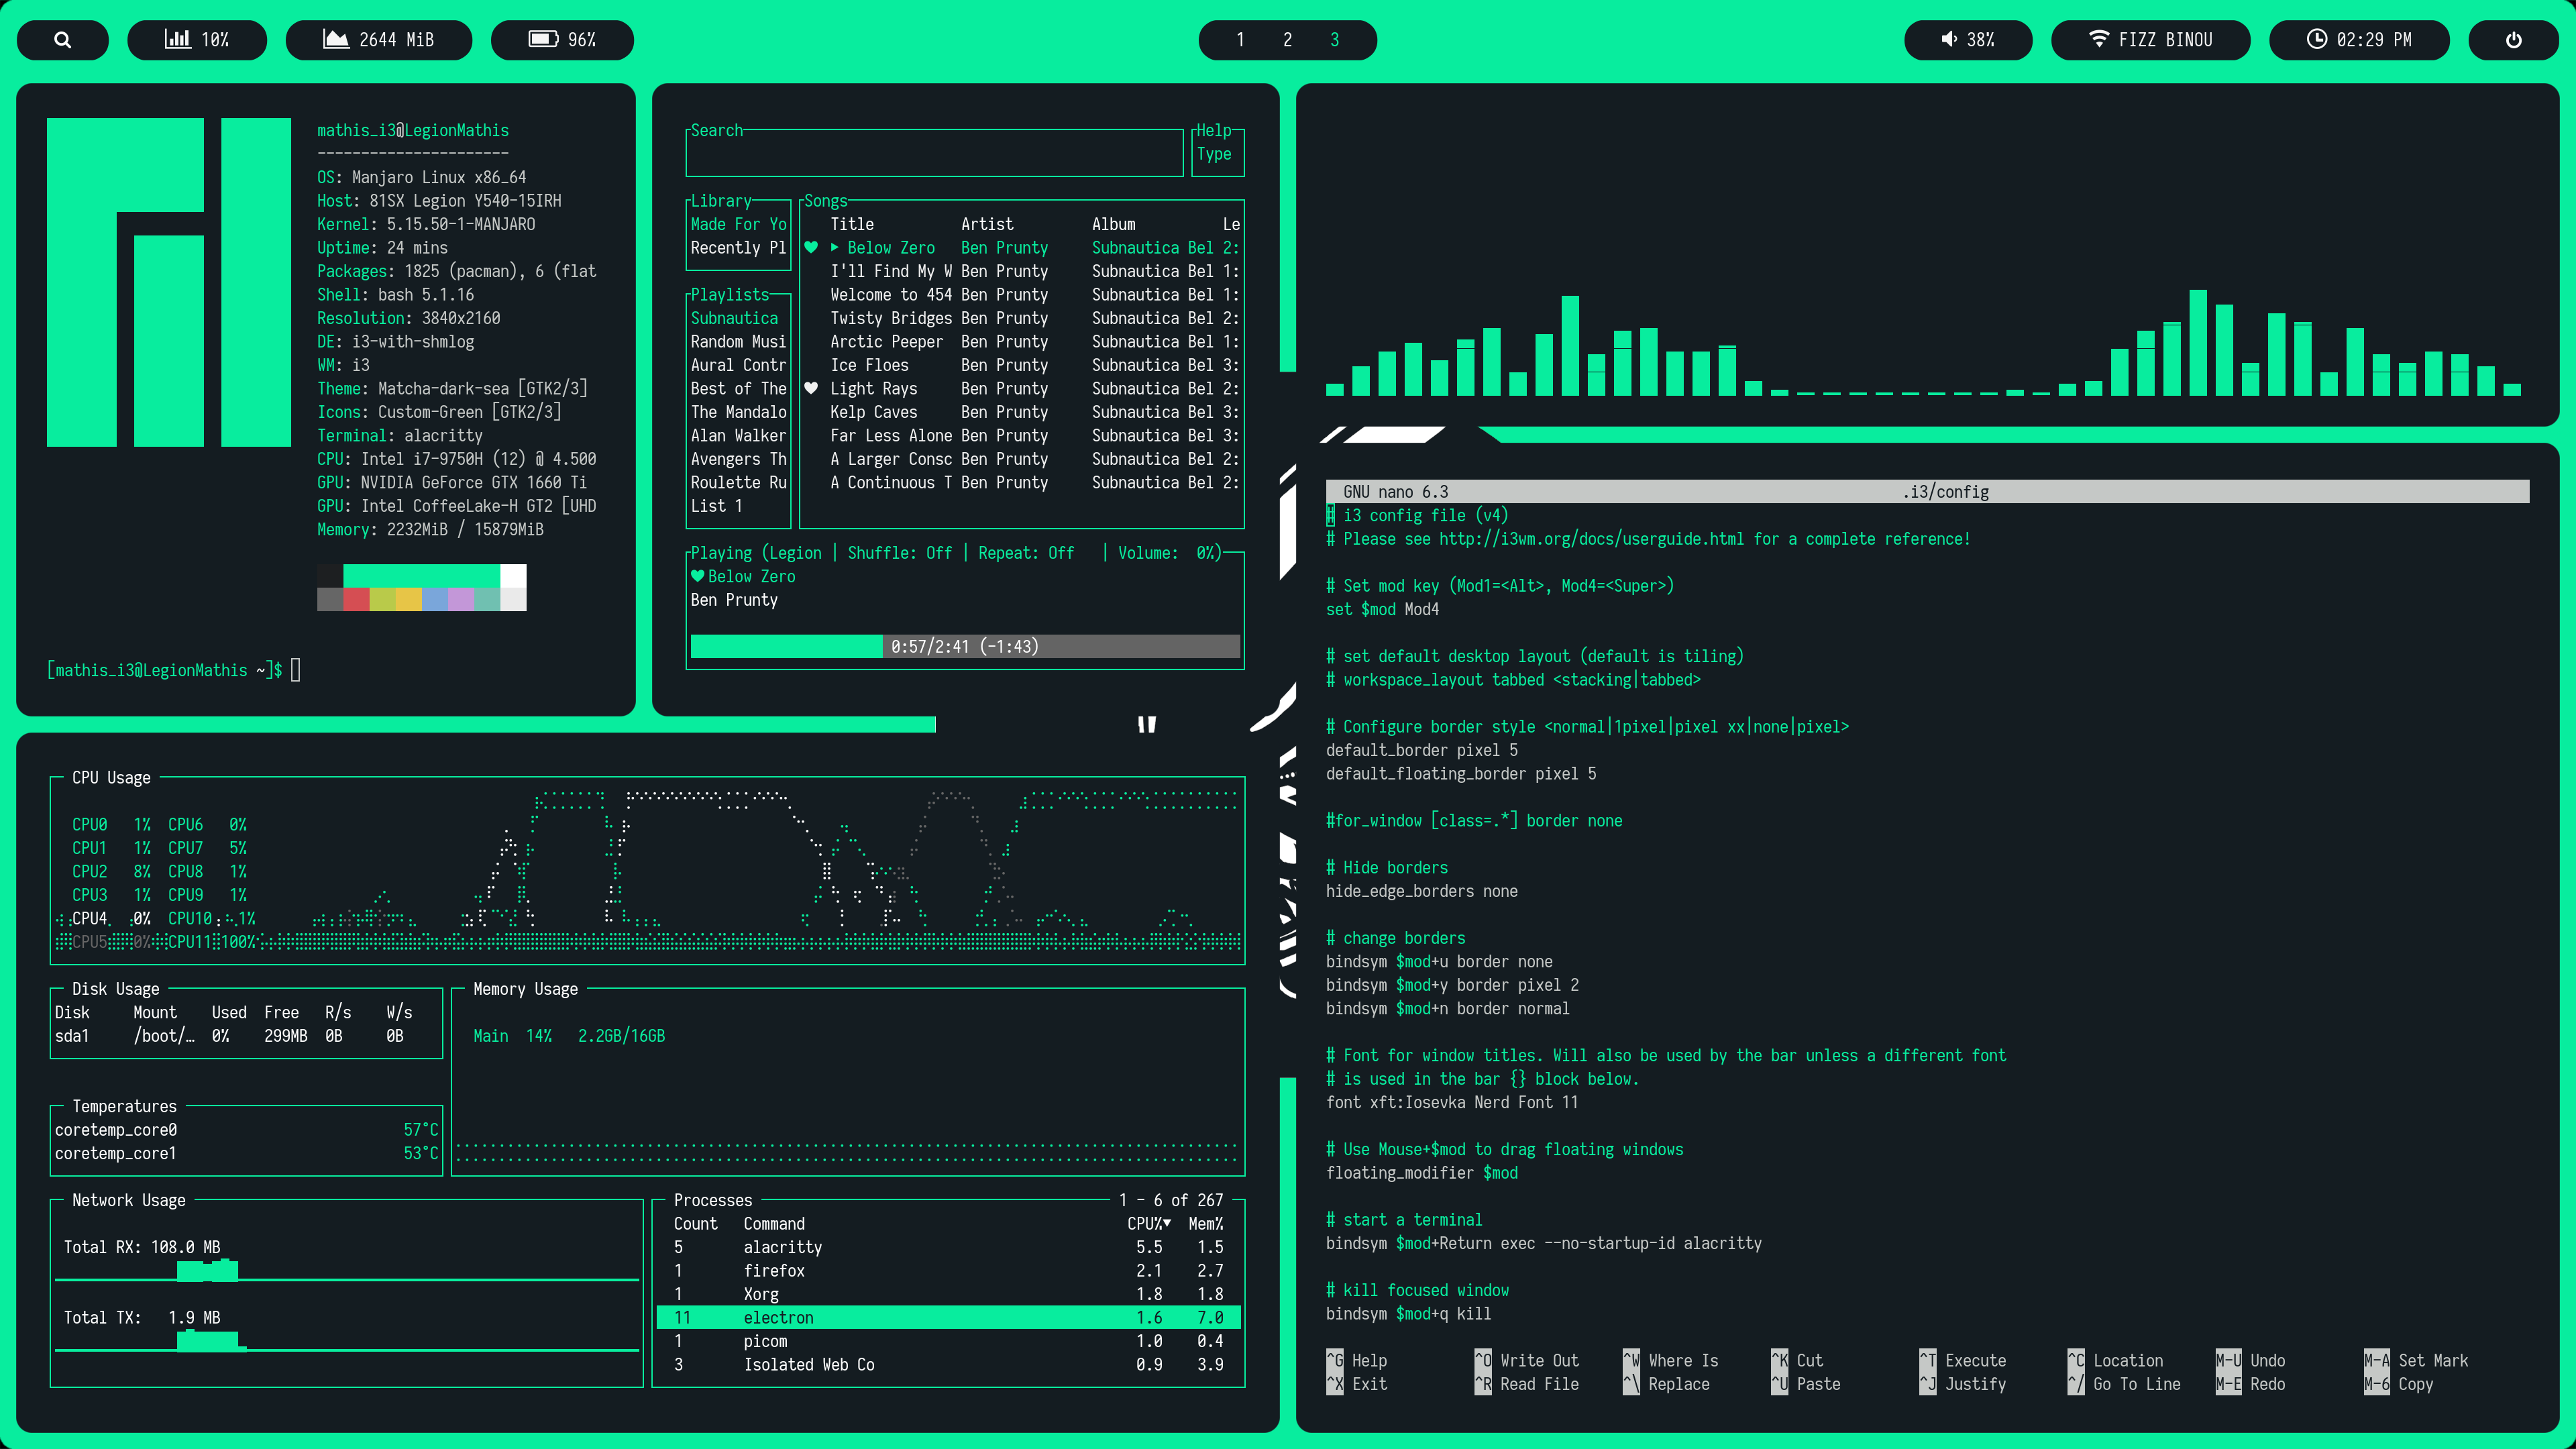 10%
2644 MiB
96%
1 2 3
38%
FIZZ BINOU
02:29 PM
mathis_i3@LegionMathis
----------------------
OS: Manjaro Linux x86_64
Host: 81SX Legion Y540-15IRH
Kernel: 5.15.50-1-MANJARO
Uptime: 24 mins
Packages: 1825 (pacman), 6 (flat
Shell: bash 5.1.16
Resolution: 3840x2160
DE: i3-with-shmlog
WM: i3
Theme: Matcha-dark-sea [GTK2/3]
Icons: Custom-Green [GTK2/3]
Terminal: alacritty
CPU: Intel i7-9750H (12) @ 4.500
GPU: NVIDIA GeForce GTX 1660 Ti
GPU: Intel CoffeeLake-H GT2 [UHD
Memory: 2232MiB / 15879MiB
[mathis_i3@LegionMathis ~]$
Search
Help
Type
Library
Made For Yo
Recently Pl
Playlists
Subnautica
Random Musi
Aural Contr
Best of The
The Mandalo
Alan Walker
Avengers Th
Roulette Ru
List 1
Songs
Title Artist Album Le
♥ ▶ Below Zero Ben Prunty Subnautica Bel 2:
I'll Find My W Ben Prunty Subnautica Bel 1:
Welcome to 454 Ben Prunty Subnautica Bel 1:
Twisty Bridges Ben Prunty Subnautica Bel 2:
Arctic Peeper Ben Prunty Subnautica Bel 1:
Ice Floes Ben Prunty Subnautica Bel 3:
♥ Light Rays Ben Prunty Subnautica Bel 2:
Kelp Caves Ben Prunty Subnautica Bel 3:
Far Less Alone Ben Prunty Subnautica Bel 3:
A Larger Consc Ben Prunty Subnautica Bel 2:
A Continuous T Ben Prunty Subnautica Bel 2:
Playing (Legion | Shuffle: Off | Repeat: Off | Volume: 0%)
♥ Below Zero
Ben Prunty
0:57/2:41 (-1:43)
CPU Usage
CPU0 1% CPU6 0%
CPU1 1% CPU7 5%
CPU2 8% CPU8 1%
CPU3 1% CPU9 1%
CPU4 0% CPU10 1%
CPU5 0% CPU11 100%
Disk Usage
Disk Mount Used Free R/s W/s
sda1 /boot/… 0% 299MB 0B 0B
Memory Usage
Main 14% 2.2GB/16GB
Temperatures
coretemp_core0 57°C
coretemp_core1 53°C
Network Usage
Total RX: 108.0 MB
Total TX: 1.9 MB
Processes 1 - 6 of 267
Count Command CPU%▼ Mem%
5 alacritty 5.5 1.5
1 firefox 2.1 2.7
1 Xorg 1.8 1.8
11 electron 1.6 7.0
1 picom 1.0 0.4
3 Isolated Web Co 0.9 3.9
GNU nano 6.3 .i3/config
# i3 config file (v4)
# Please see http://i3wm.org/docs/userguide.html for a complete reference!
# Set mod key (Mod1=<Alt>, Mod4=<Super>)
set $mod Mod4
# set default desktop layout (default is tiling)
# workspace_layout tabbed <stacking|tabbed>
# Configure border style <normal|1pixel|pixel xx|none|pixel>
default_border pixel 5
default_floating_border pixel 5
#for_window [class=.*] border none
# Hide borders
hide_edge_borders none
# change borders
bindsym $mod+u border none
bindsym $mod+y border pixel 2
bindsym $mod+n border normal
# Font for window titles. Will also be used by the bar unless a different font
# is used in the bar {} block below.
font xft:Iosevka Nerd Font 11
# Use Mouse+$mod to drag floating windows
floating_modifier $mod
# start a terminal
bindsym $mod+Return exec --no-startup-id alacritty
# kill focused window
bindsym $mod+q kill
^G Help ^O Write Out ^W Where Is ^K Cut ^T Execute ^C Location M-U Undo M-A Set Mark
^X Exit ^R Read File ^\ Replace ^U Paste ^J Justify ^/ Go To Line M-E Redo M-6 Copy